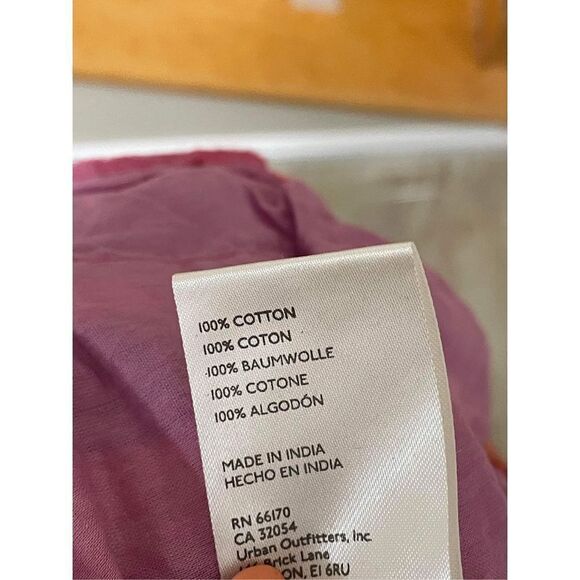 100% COTTON
100% COTON
100% BAUMWOLLE
100% COTONE
100% ALGODÓN
MADE IN INDIA
HECHO EN INDIA
RN 66170
CA 32054
Urban Outfitters, Inc.
Brick Lane
E1 6RU